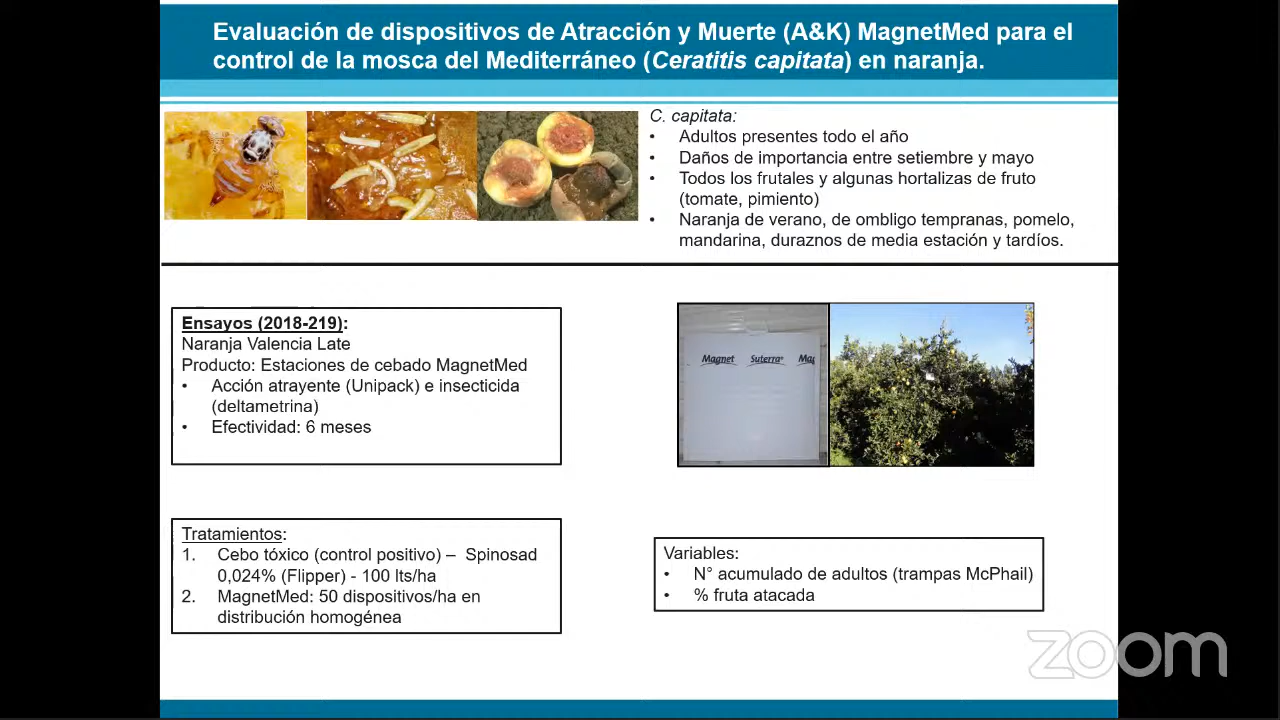 Evaluación de dispositivos de Atracción y Muerte (A&K) MagnetMed para el
control de la mosca del Mediterráneo (Ceratitis capitata) en naranja.
C. capitata:
• Adultos presentes todo el año
• Daños de importancia entre setiembre y mayo
• Todos los frutales y algunas hortalizas de fruto
(tomate, pimiento)
• Naranja de verano, de ombligo tempranas, pomelo,
mandarina, duraznos de media estación y tardíos.
Ensayos (2018-219):
Naranja Valencia Late
Producto: Estaciones de cebado MagnetMed
• Acción atrayente (Unipack) e insecticida
(deltametrina)
• Efectividad: 6 meses
Magnet Suterra® Mag
Tratamientos:
1. Cebo tóxico (control positivo) – Spinosad
0,024% (Flipper) - 100 lts/ha
2. MagnetMed: 50 dispositivos/ha en
distribución homogénea
Variables:
• N° acumulado de adultos (trampas McPhail)
• % fruta atacada
zoom